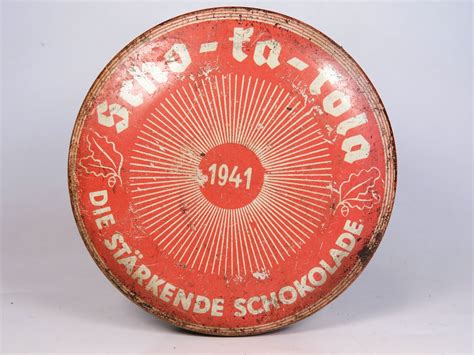 Scho-ka-kola
1941
DIE STÄRKENDE SCHOKOLADE